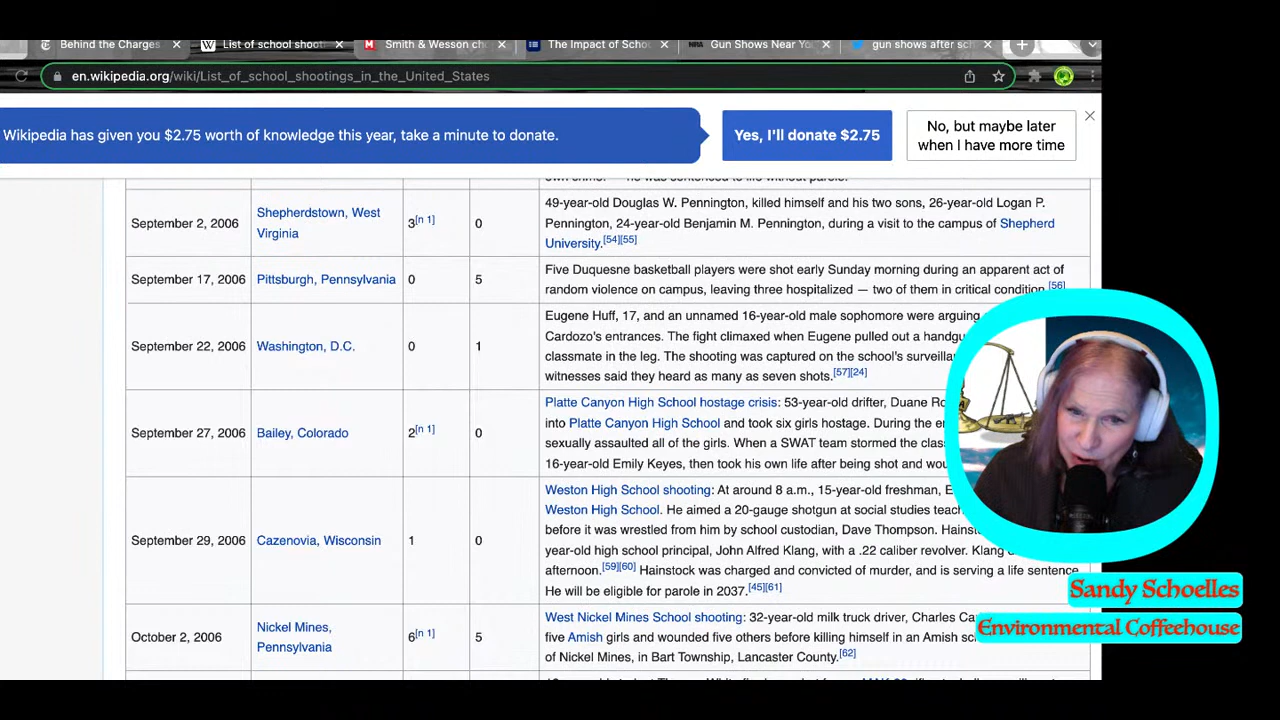 Behind the Charges
List of school shooti
Smith & Wesson ch
The Impact of Scho
Gun Shows Near Yo
gun shows after sch
en.wikipedia.org/wiki/List_of_school_shootings_in_the_United_States
Wikipedia has given you $2.75 worth of knowledge this year, take a minute to donate.
Yes, I'll donate $2.75
No, but maybe later
when I have more time
September 2, 2006
Shepherdstown, West
Virginia
3[n 1]
0
49-year-old Douglas W. Pennington, killed himself and his two sons, 26-year-old Logan P.
Pennington, 24-year-old Benjamin M. Pennington, during a visit to the campus of Shepherd
University.[54][55]
September 17, 2006
Pittsburgh, Pennsylvania
0
5
Five Duquesne basketball players were shot early Sunday morning during an apparent act of
random violence on campus, leaving three hospitalized — two of them in critical condition.[56]
September 22, 2006
Washington, D.C.
0
1
Eugene Huff, 17, and an unnamed 16-year-old male sophomore were arguing
Cardozo's entrances. The fight climaxed when Eugene pulled out a handgu
classmate in the leg. The shooting was captured on the school's surveilla
witnesses said they heard as many as seven shots.[57][24]
September 27, 2006
Bailey, Colorado
2[n 1]
0
Platte Canyon High School hostage crisis: 53-year-old drifter, Duane Ro
into Platte Canyon High School and took six girls hostage. During the e
sexually assaulted all of the girls. When a SWAT team stormed the clas
16-year-old Emily Keyes, then took his own life after being shot and wou
September 29, 2006
Cazenovia, Wisconsin
1
0
Weston High School shooting: At around 8 a.m., 15-year-old freshman, E
Weston High School. He aimed a 20-gauge shotgun at social studies teac
before it was wrestled from him by school custodian, Dave Thompson. Hains
year-old high school principal, John Alfred Klang, with a .22 caliber revolver. Klang
afternoon.[59][60] Hainstock was charged and convicted of murder, and is serving a life sentence
He will be eligible for parole in 2037.[45][61]
October 2, 2006
Nickel Mines,
Pennsylvania
6[n 1]
5
West Nickel Mines School shooting: 32-year-old milk truck driver, Charles Ca
five Amish girls and wounded five others before killing himself in an Amish sc
of Nickel Mines, in Bart Township, Lancaster County.[62]
Sandy Schoelles
Environmental Coffeehouse